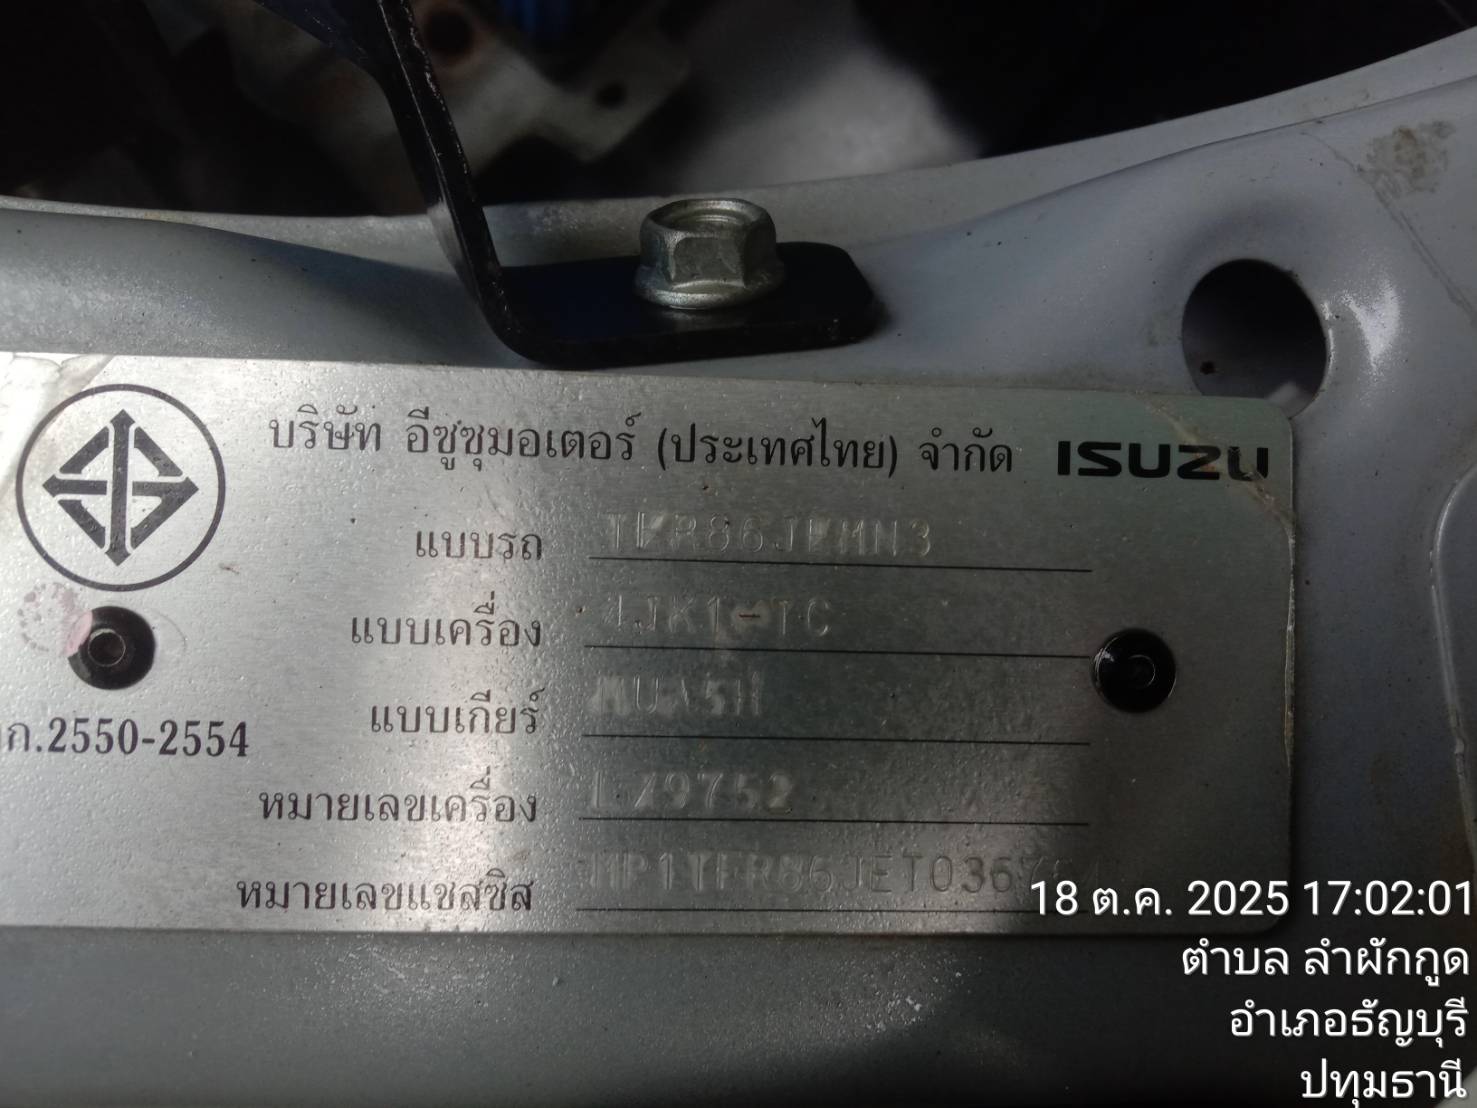 บริษัท อีซูซุมอเตอร์ (ประเทศไทย) จำกัด ISUZU
แบบรถ
แบบเครื่อง 4JK1-TC
แบบเกียร์ MUA5H
มอก.2550-2554
หมายเลขเครื่อง LZ9752
หมายเลขแชสซิส
18 ต.ค. 2025 17:02:01
ตำบล ลำผักกูด
อำเภอธัญบุรี
ปทุมธานี